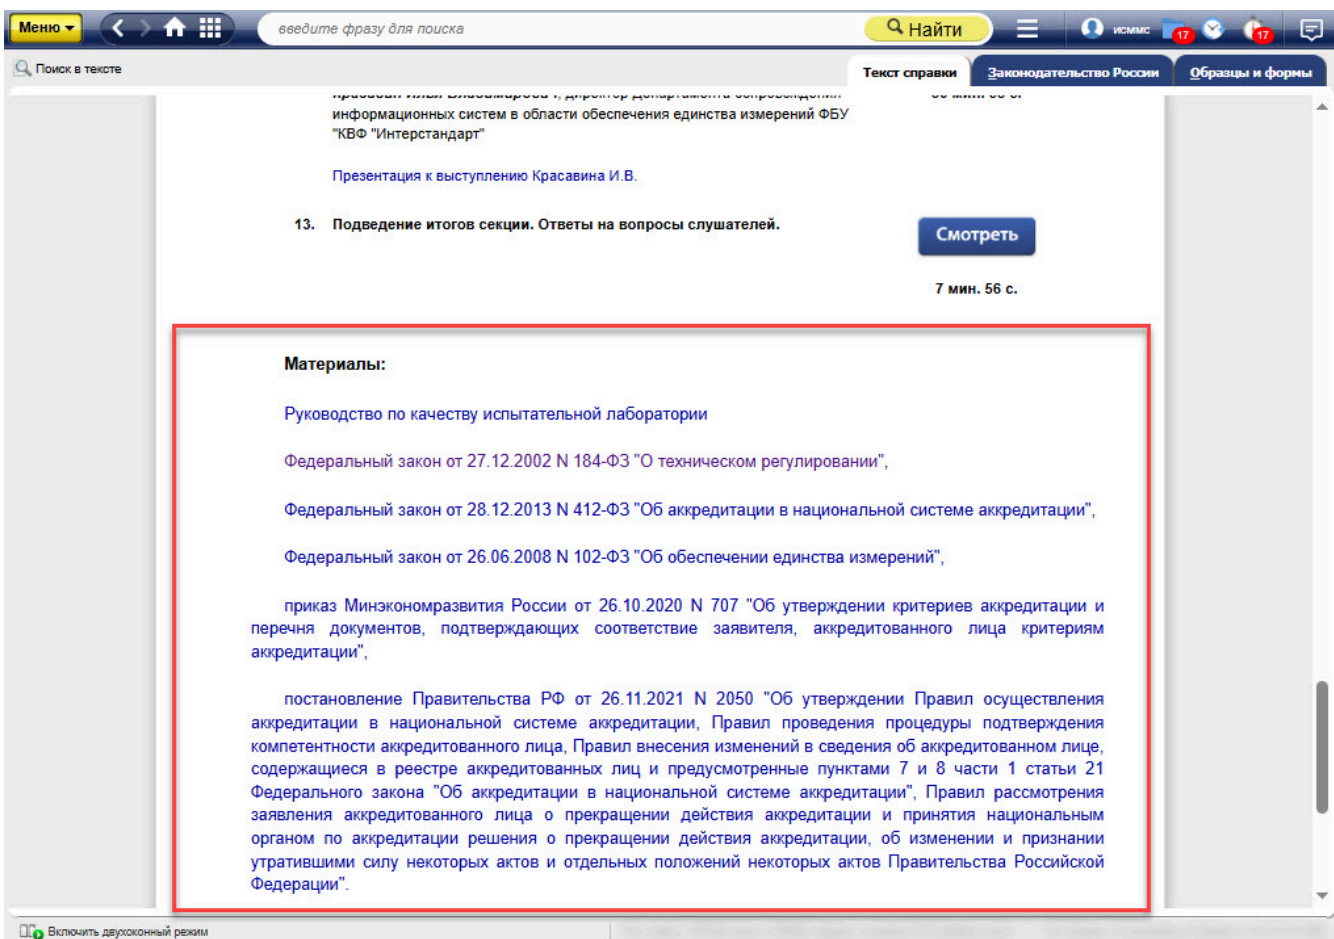 Меню
введите фразу для поиска
Найти
исммс
17
17
Поиск в тексте
Текст справки
Законодательство России
Образцы и формы
директор департамента сопровождения
информационных систем в области обеспечения единства измерений ФБУ
"КВФ "Интерстандарт"
Презентация к выступлению Красавина И.В.
13. Подведение итогов секции. Ответы на вопросы слушателей.
Смотреть
7 мин. 56 с.
Материалы:
Руководство по качеству испытательной лаборатории
Федеральный закон от 27.12.2002 N 184-ФЗ "О техническом регулировании",
Федеральный закон от 28.12.2013 N 412-ФЗ "Об аккредитации в национальной системе аккредитации",
Федеральный закон от 26.06.2008 N 102-ФЗ "Об обеспечении единства измерений",
приказ Минэкономразвития России от 26.10.2020 N 707 "Об утверждении критериев аккредитации и
перечня документов, подтверждающих соответствие заявителя, аккредитованного лица критериям
аккредитации",
постановление Правительства РФ от 26.11.2021 N 2050 "Об утверждении Правил осуществления
аккредитации в национальной системе аккредитации, Правил проведения процедуры подтверждения
компетентности аккредитованного лица, Правил внесения изменений в сведения об аккредитованном лице,
содержащиеся в реестре аккредитованных лиц и предусмотренные пунктами 7 и 8 части 1 статьи 21
Федерального закона "Об аккредитации в национальной системе аккредитации", Правил рассмотрения
заявления аккредитованного лица о прекращении действия аккредитации и принятия национальным
органом по аккредитации решения о прекращении действия аккредитации, об изменении и признании
утратившими силу некоторых актов и отдельных положений некоторых актов Правительства Российской
Федерации".
Включить двухоконный режим